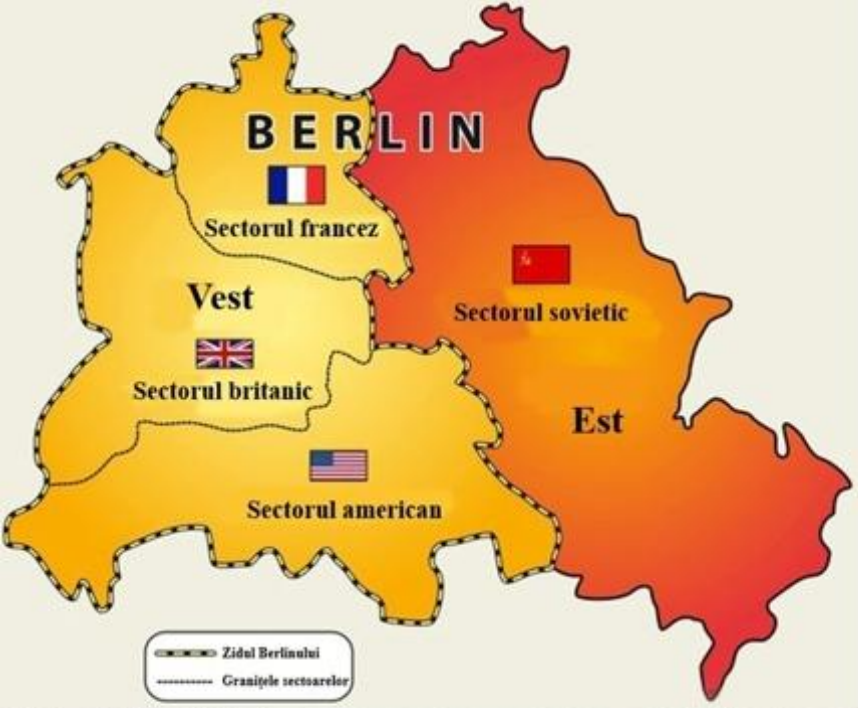 BERLIN
Sectorul francez
Vest
Sectorul sovietic
Sectorul britanic
Est
Sectorul american
Zidul Berlinului
Granițele sectoarelor